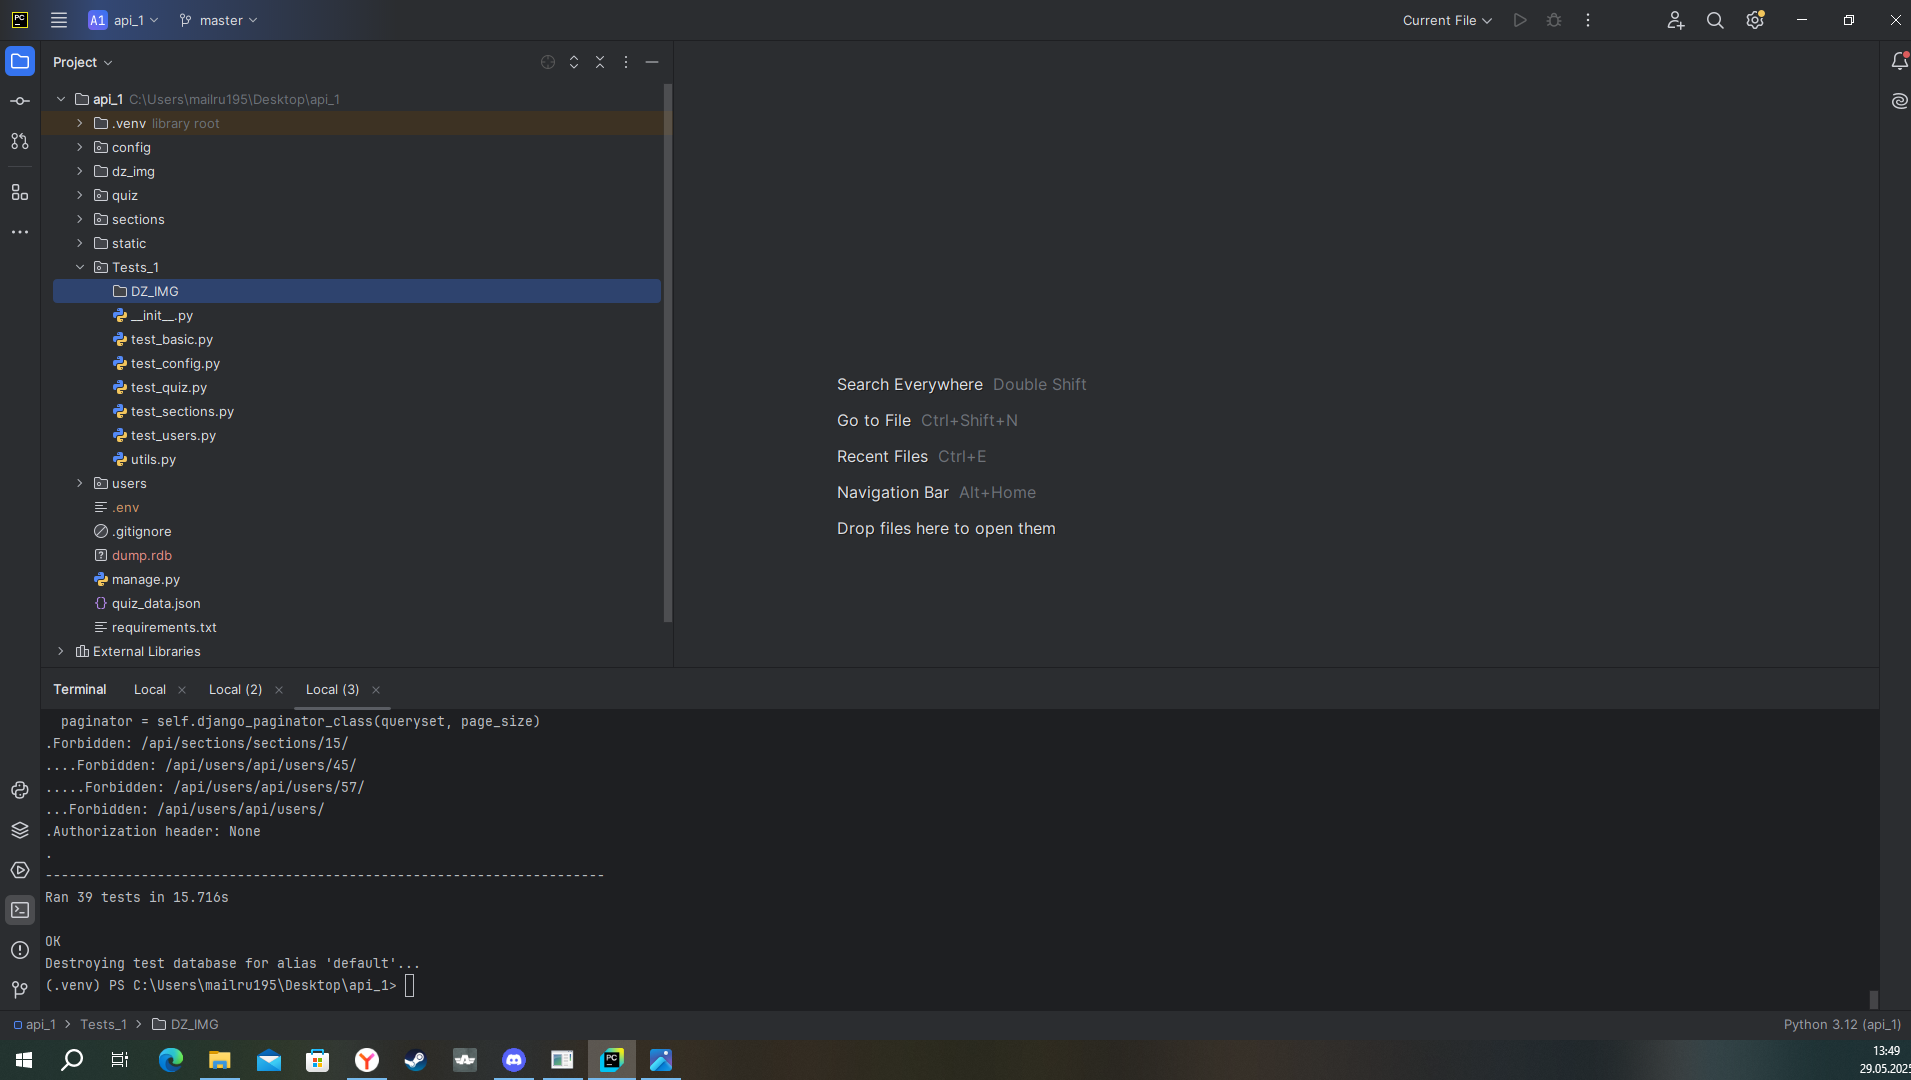 PC
A1 api_1
master
Current File
Project
api_1 C:\Users\mailru195\Desktop\api_1
.venv library root
config
dz_img
quiz
sections
static
Tests_1
DZ_IMG
__init__.py
test_basic.py
test_config.py
test_quiz.py
test_sections.py
test_users.py
utils.py
users
.env
.gitignore
dump.rdb
manage.py
quiz_data.json
requirements.txt
External Libraries
Search Everywhere Double Shift
Go to File Ctrl+Shift+N
Recent Files Ctrl+E
Navigation Bar Alt+Home
Drop files here to open them
Terminal Local Local (2) Local (3)
paginator = self.django_paginator_class(queryset, page_size)
.Forbidden: /api/sections/sections/15/
....Forbidden: /api/users/api/users/45/
.....Forbidden: /api/users/api/users/57/
...Forbidden: /api/users/api/users/
.Authorization header: None
.
----------------------------------------------------------------------
Ran 39 tests in 15.716s
OK
Destroying test database for alias 'default'...
(.venv) PS C:\Users\mailru195\Desktop\api_1>
api_1 > Tests_1 > DZ_IMG
Python 3.12 (api_1)
PC
13:49
29.05.2025